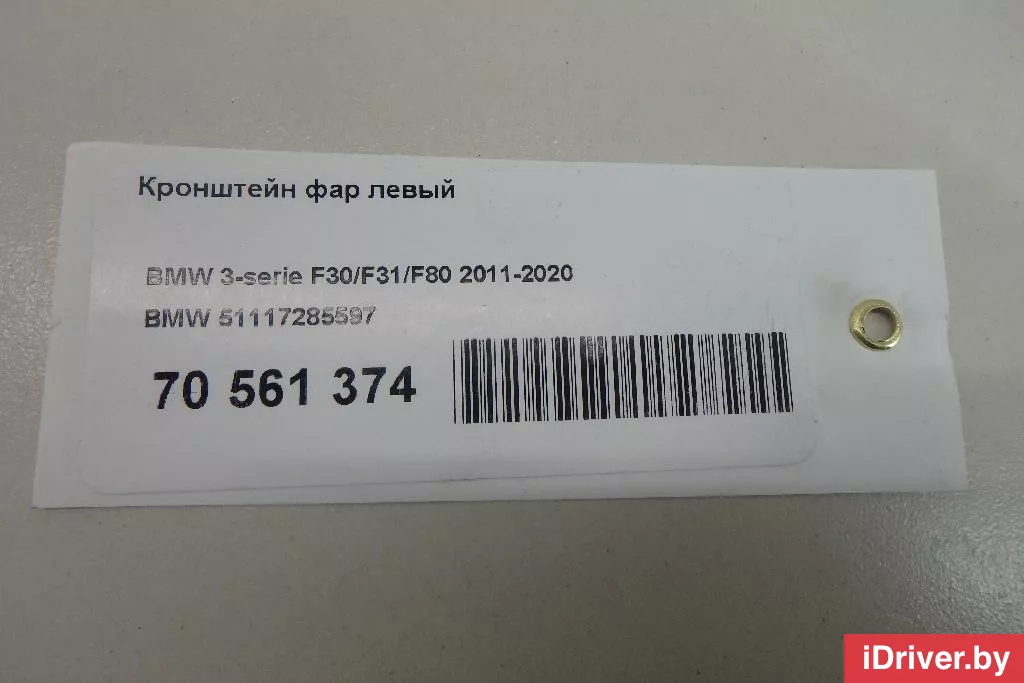 Кронштейн фар левый
BMW 3-serie F30/F31/F80 2011-2020
BMW 51117285597
70 561 374
iDriver.by